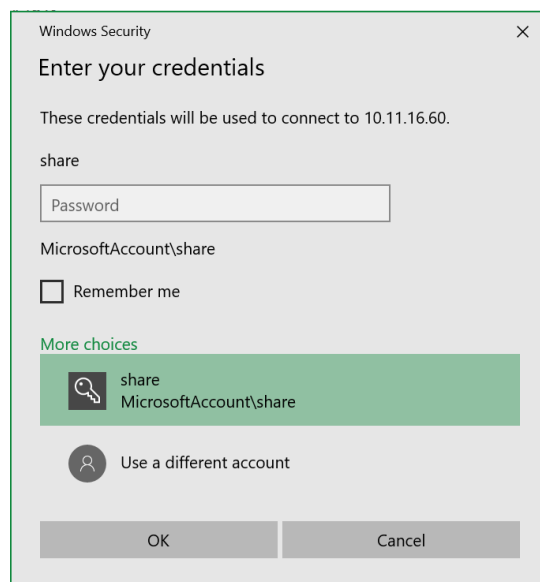 Windows Security
Enter your credentials
These credentials will be used to connect to 10.11.16.60.
share
Password
MicrosoftAccount\share
Remember me
More choices
share
MicrosoftAccount\share
Use a different account
OK
Cancel